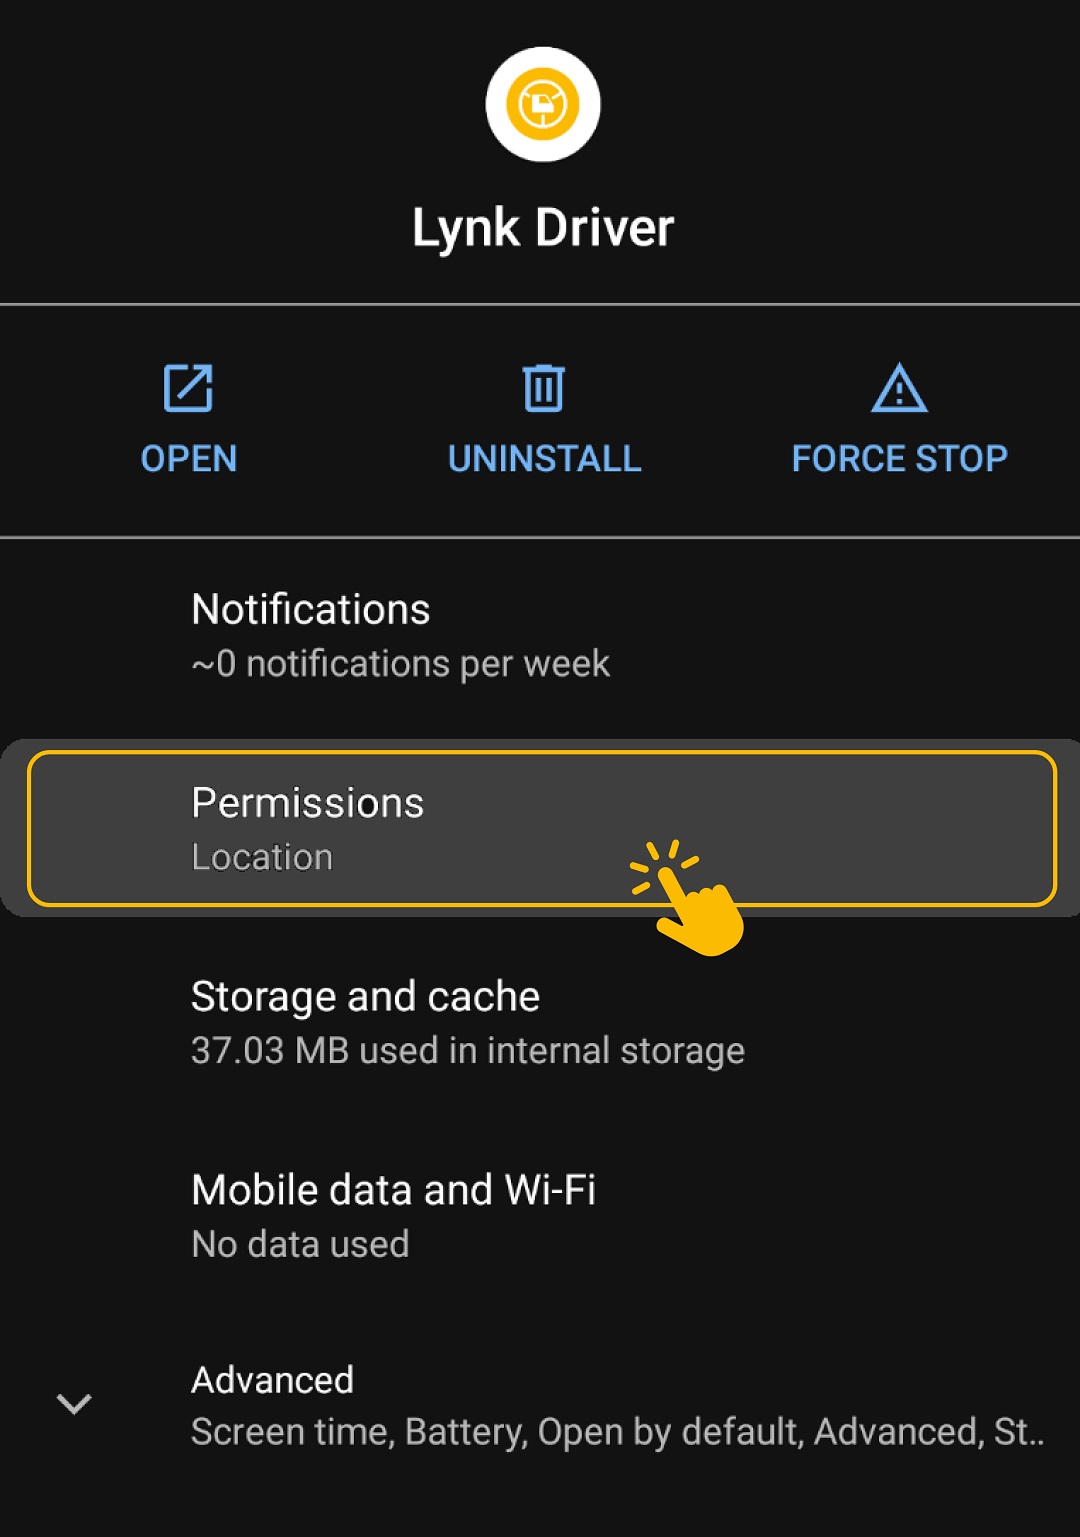 Lynk Driver
OPEN
UNINSTALL
FORCE STOP
Notifications
~0 notifications per week
Permissions
Location
Storage and cache
37.03 MB used in internal storage
Mobile data and Wi-Fi
No data used
Advanced
Screen time, Battery, Open by default, Advanced, St..